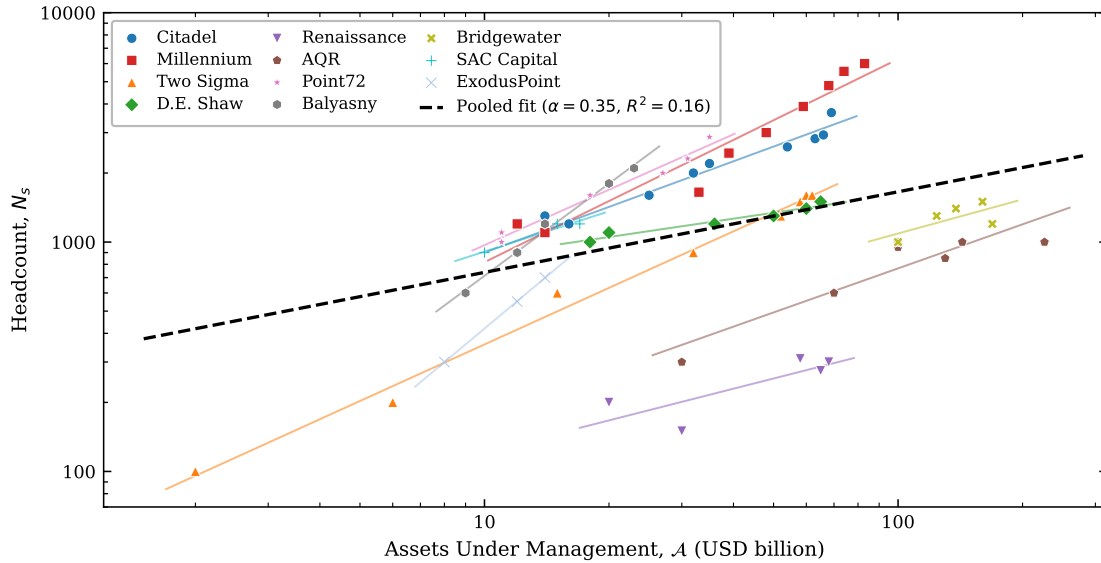 10000
1000
100
Headcount, Nₛ
Citadel
Millennium
Two Sigma
D.E. Shaw
Renaissance
AQR
Point72
Balyasny
Bridgewater
SAC Capital
ExodusPoint
Pooled fit (α = 0.35, R² = 0.16)
10
100
Assets Under Management, 𝒜 (USD billion)